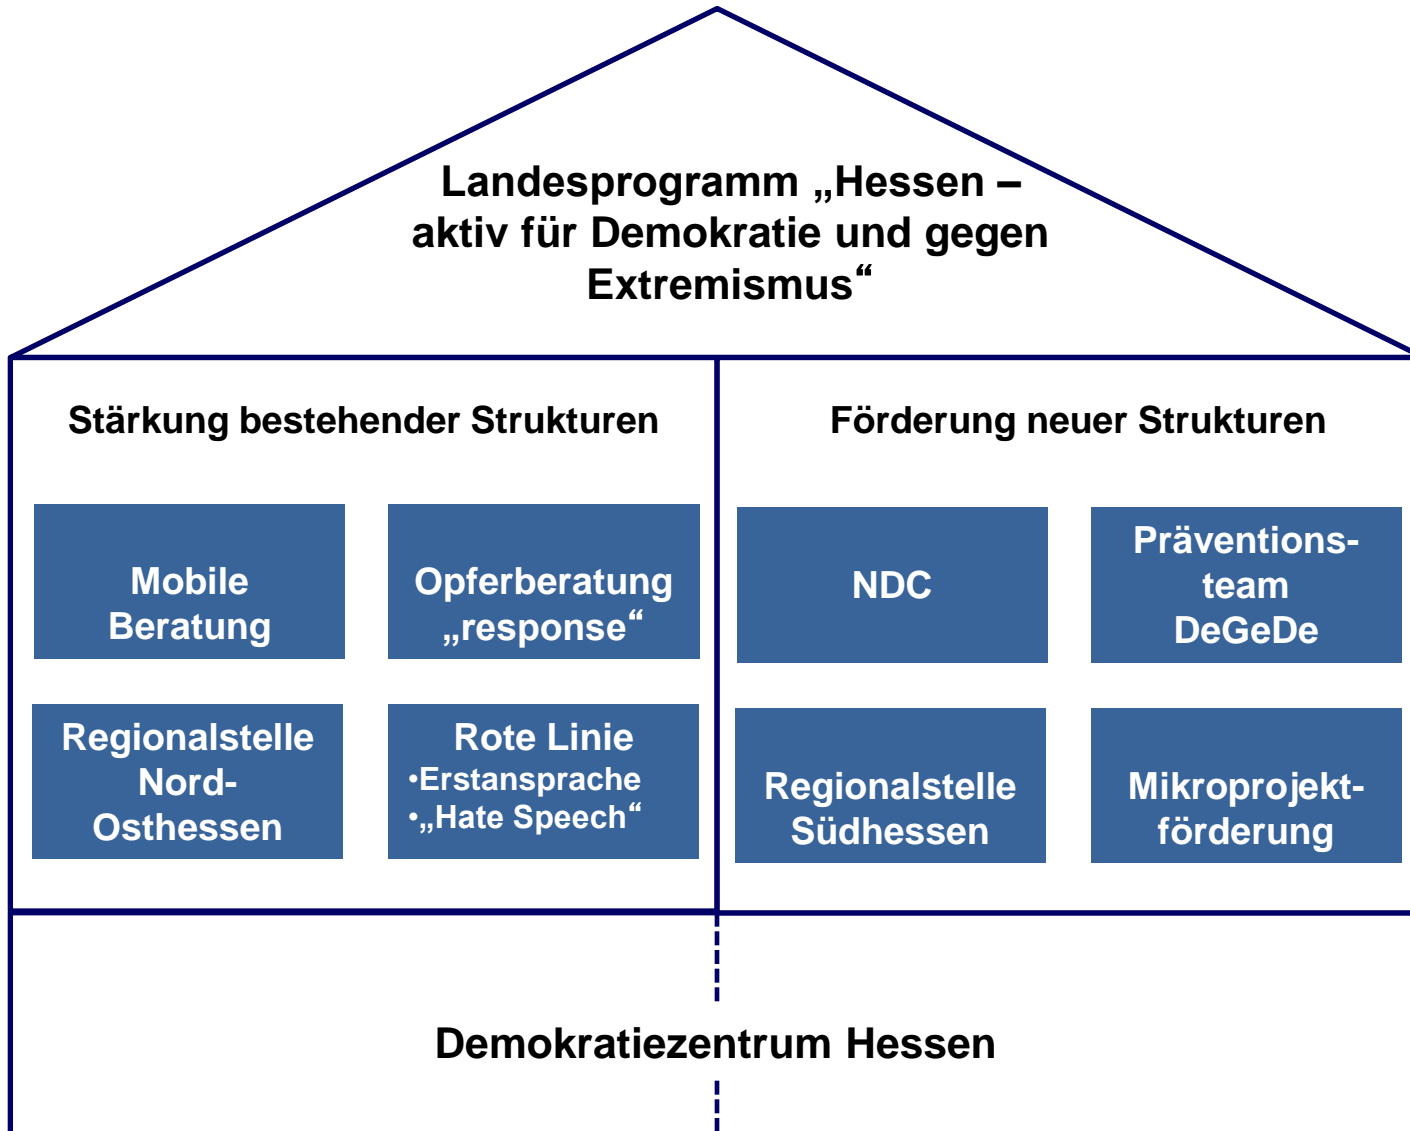 Landesprogramm „Hessen –
aktiv für Demokratie und gegen
Extremismus“
Stärkung bestehender Strukturen
Mobile
Beratung
Opferberatung
„response“
Regionalstelle
Nord-
Osthessen
Rote Linie
•Erstansprache
•„Hate Speech“
Förderung neuer Strukturen
NDC
Präventions-
team
DeGeDe
Regionalstelle
Südhessen
Mikroprojekt-
förderung
Demokratiezentrum Hessen